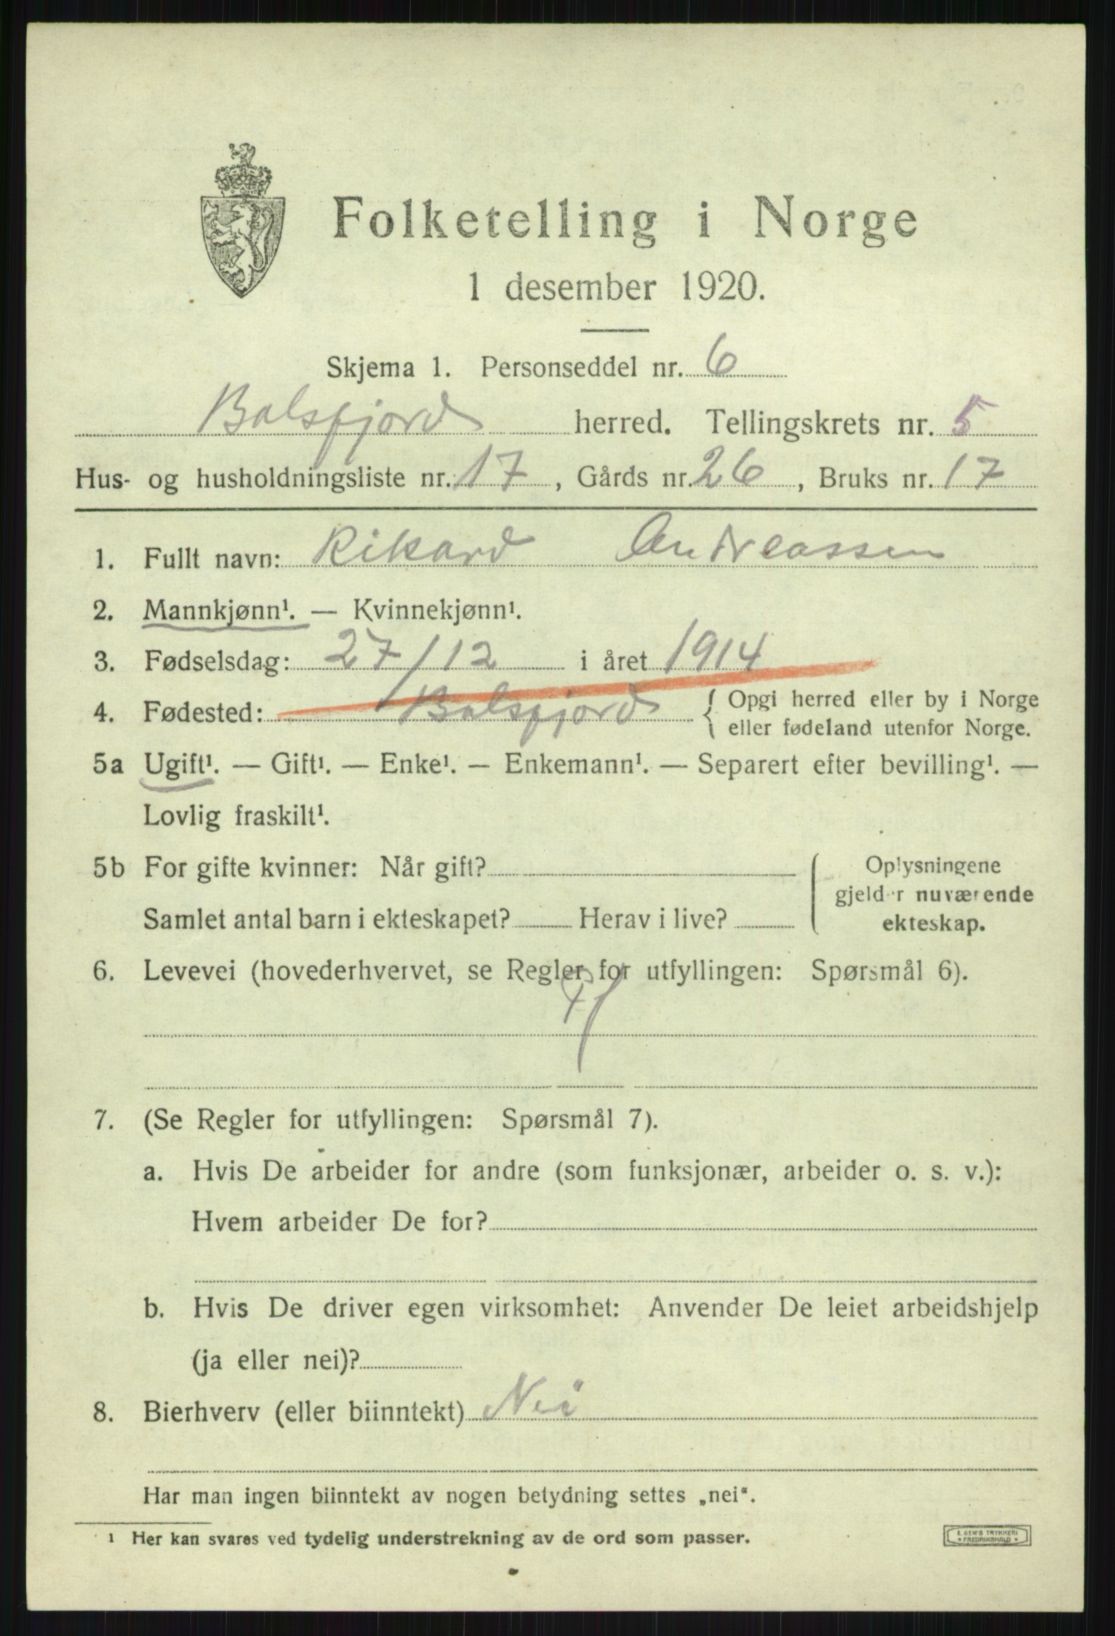 Folketelling i Norge
1 desember 1920.
Skjema 1. Personseddel nr. 6
Balsfjord herred. Tellingskrets nr. 5
Hus- og husholdningsliste nr. 17, Gårds nr. 26, Bruks nr. 17
1. Fullt navn: Rikard Andreassen
2. Mannkjønn¹. — Kvinnekjønn¹.
3. Fødselsdag: 27/12 i året 1914
4. Fødested: Balsfjord { Opgi herred eller by i Norge
eller fødeland utenfor Norge.
5a Ugift¹. — Gift¹. — Enke¹. — Enkemann¹. — Separert efter bevilling¹. —
Lovlig fraskilt¹.
5b For gifte kvinner: Når gift?
Samlet antal barn i ekteskapet? Herav i live?
Oplysningene
gjelder nuværende
ekteskap.
6. Levevei (hovederhvervet, se Regler for utfyllingen: Spørsmål 6).
7. (Se Regler for utfyllingen: Spørsmål 7).
a. Hvis De arbeider for andre (som funksjonær, arbeider o. s. v.):
Hvem arbeider De for?
b. Hvis De driver egen virksomhet: Anvender De leiet arbeidshjelp
(ja eller nei)?
8. Bierhverv (eller biinntekt) Nei
Har man ingen biinntekt av nogen betydning settes „nei“.
¹ Her kan svares ved tydelig understrekning av de ord som passer.